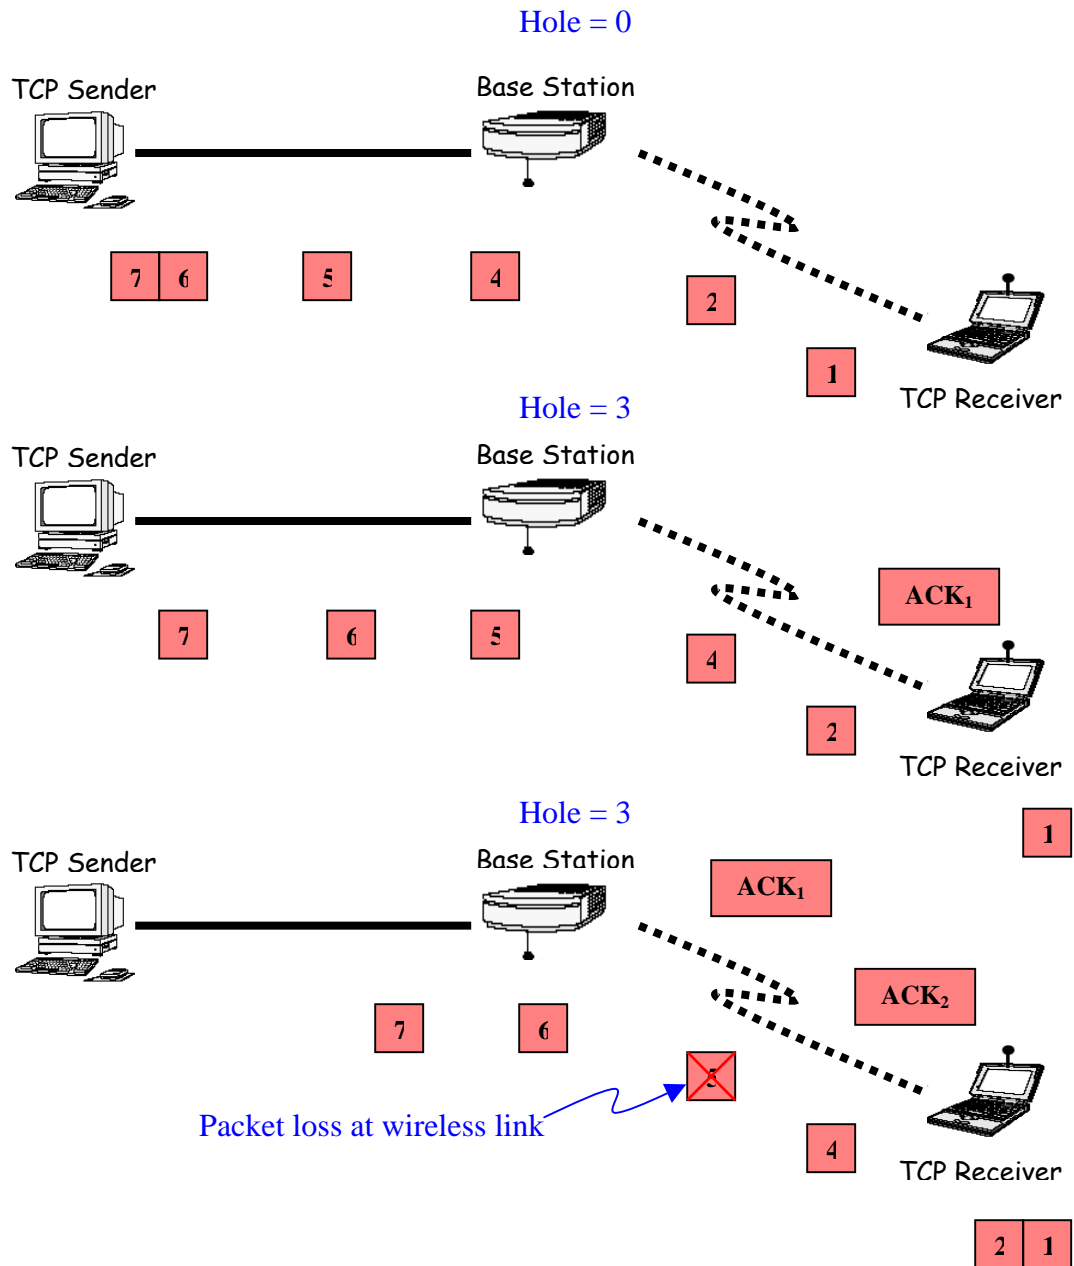 Hole = 0
TCP Sender
Base Station
7 6 5 4 2
1
TCP Receiver
Hole = 3
TCP Sender
Base Station
ACK₁
7 6 5 4
2
TCP Receiver
Hole = 3
1
TCP Sender
Base Station
ACK₁
ACK₂
7 6
5
Packet loss at wireless link
4
TCP Receiver
2 1